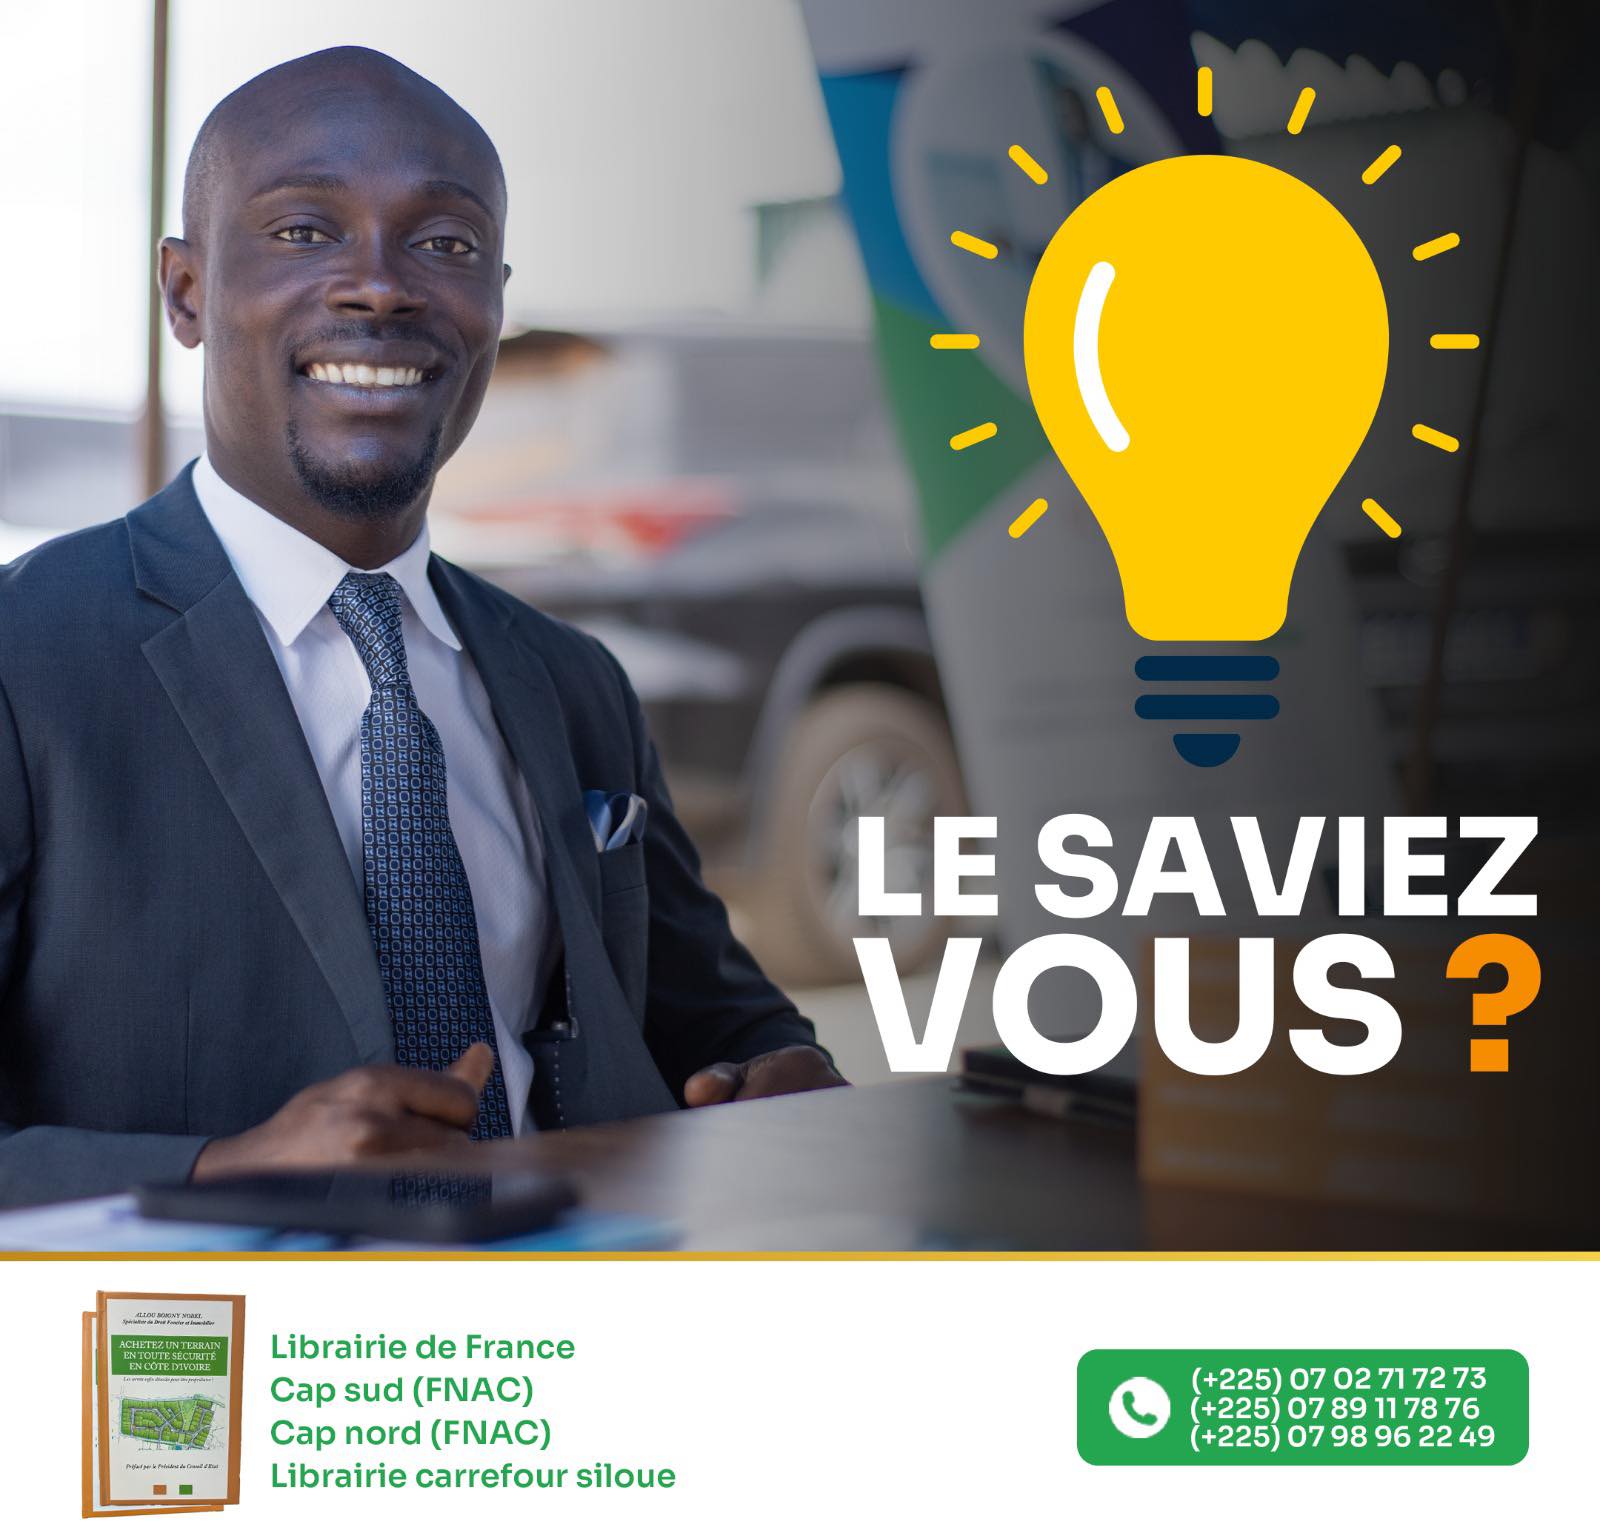 LE SAVIEZ
VOUS ?
ALLOU BOIGNY NOBEL
Spécialiste du Droit Foncier et Immobilier
ACHETEZ UN TERRAIN
EN TOUTE SÉCURITÉ
EN CÔTE D'IVOIRE
Les secrets enfin dévoilés pour être propriétaire !
Préfacé par le Président du Conseil d'Etat
Librairie de France
Cap sud (FNAC)
Cap nord (FNAC)
Librairie carrefour siloue
(+225) 07 02 71 72 73
(+225) 07 89 11 78 76
(+225) 07 98 96 22 49